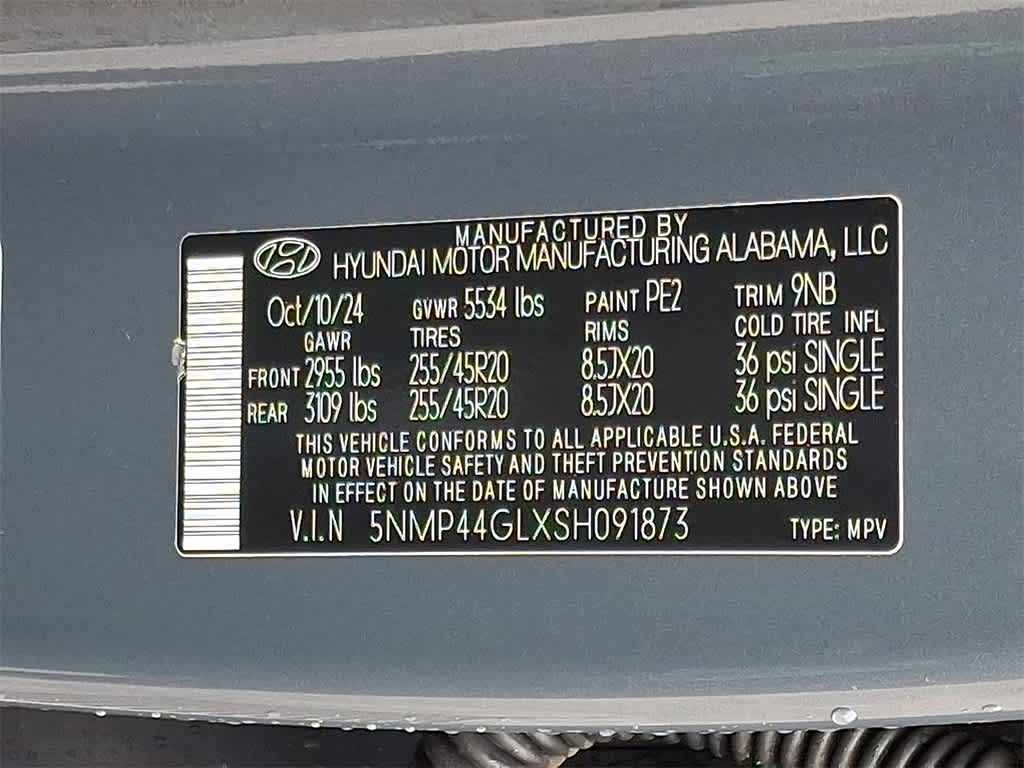 MANUFACTURED BY
HYUNDAI MOTOR MANUFACTURING ALABAMA, LLC
Oct/10/24 GVWR 5534 lbs PAINT PE2 TRIM 9NB
GAWR TIRES RIMS COLD TIRE INFL
FRONT 2955 lbs 255/45R20 8.5JX20 36 psi SINGLE
REAR 3109 lbs 255/45R20 8.5JX20 36 psi SINGLE
THIS VEHICLE CONFORMS TO ALL APPLICABLE U.S.A. FEDERAL
MOTOR VEHICLE SAFETY AND THEFT PREVENTION STANDARDS
IN EFFECT ON THE DATE OF MANUFACTURE SHOWN ABOVE
V.I.N 5NMP44GLXSH091873 TYPE: MPV